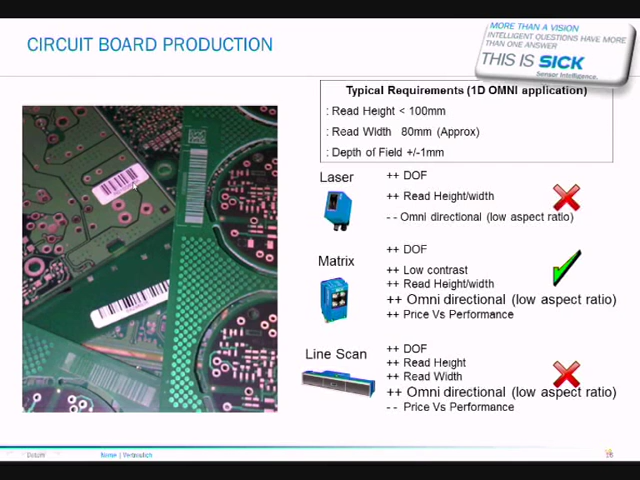 CIRCUIT BOARD PRODUCTION
MORE THAN A VISION
INTELLIGENT QUESTIONS HAVE MORE
THAN ONE ANSWER
THIS IS SICK
Sensor Intelligence.
Typical Requirements (1D OMNI application)
: Read Height < 100mm
: Read Width 80mm (Approx)
: Depth of Field +/-1mm
Laser
++ DOF
++ Read Height/width
-- Omni directional (low aspect ratio)
Matrix
++ DOF
++ Low contrast
++ Read Height/width
++ Omni directional (low aspect ratio)
++ Price Vs Performance
Line Scan
++ DOF
++ Read Height
++ Read Width
++ Omni directional (low aspect ratio)
-- Price Vs Performance